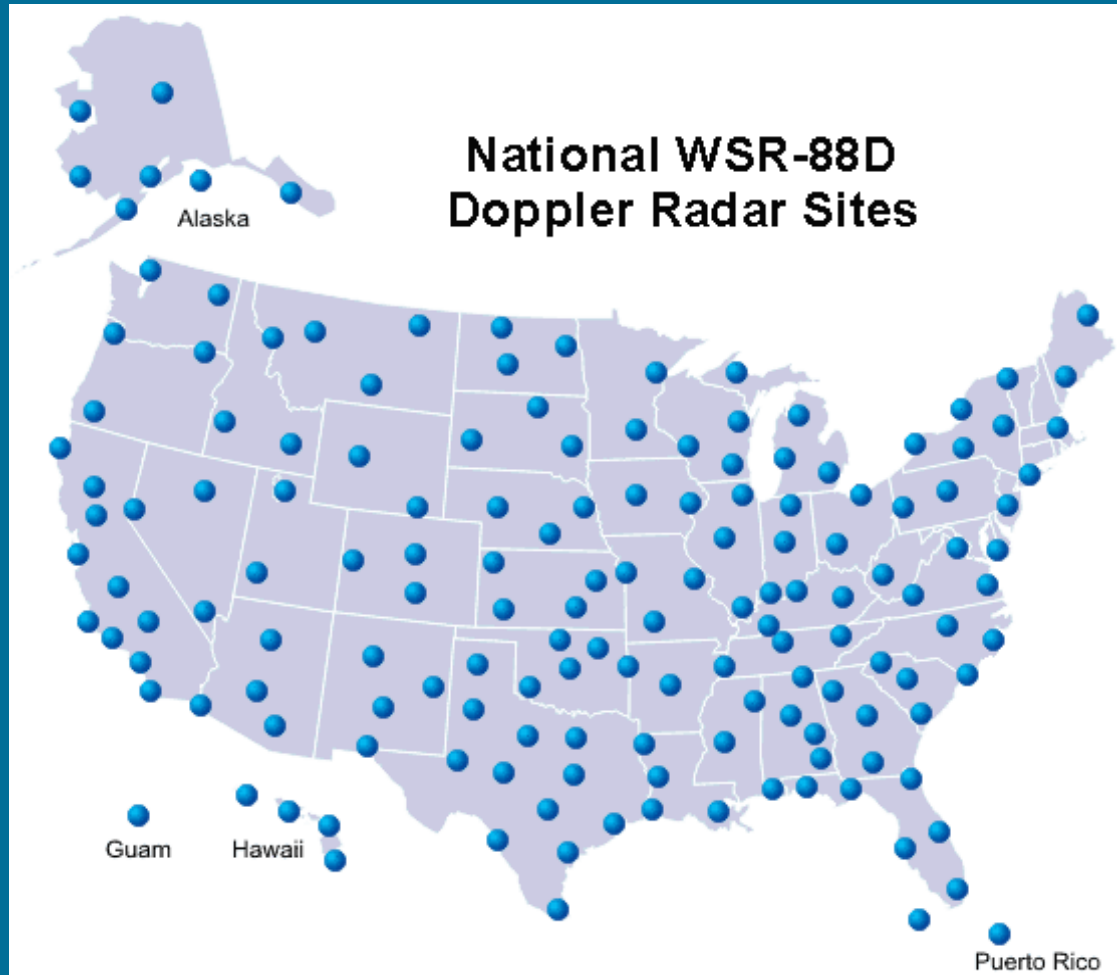 National WSR-88D
Doppler Radar Sites
Alaska
Guam
Hawaii
Puerto Rico